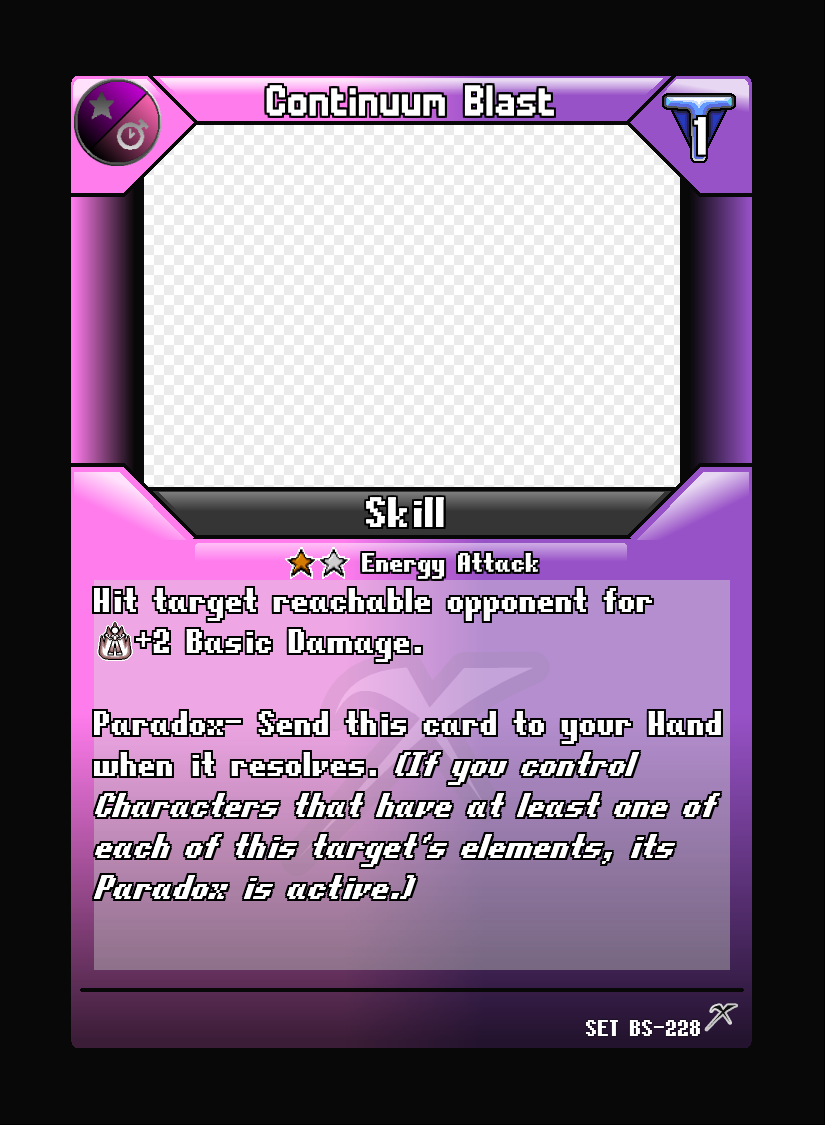 Continuum Blast
1
Skill
Energy Attack
Hit target reachable opponent for
+2 Basic Damage.
Paradox- Send this card to your Hand
when it resolves. (If you control
Characters that have at least one of
each of this target's elements, its
Paradox is active.)
SET BS-228